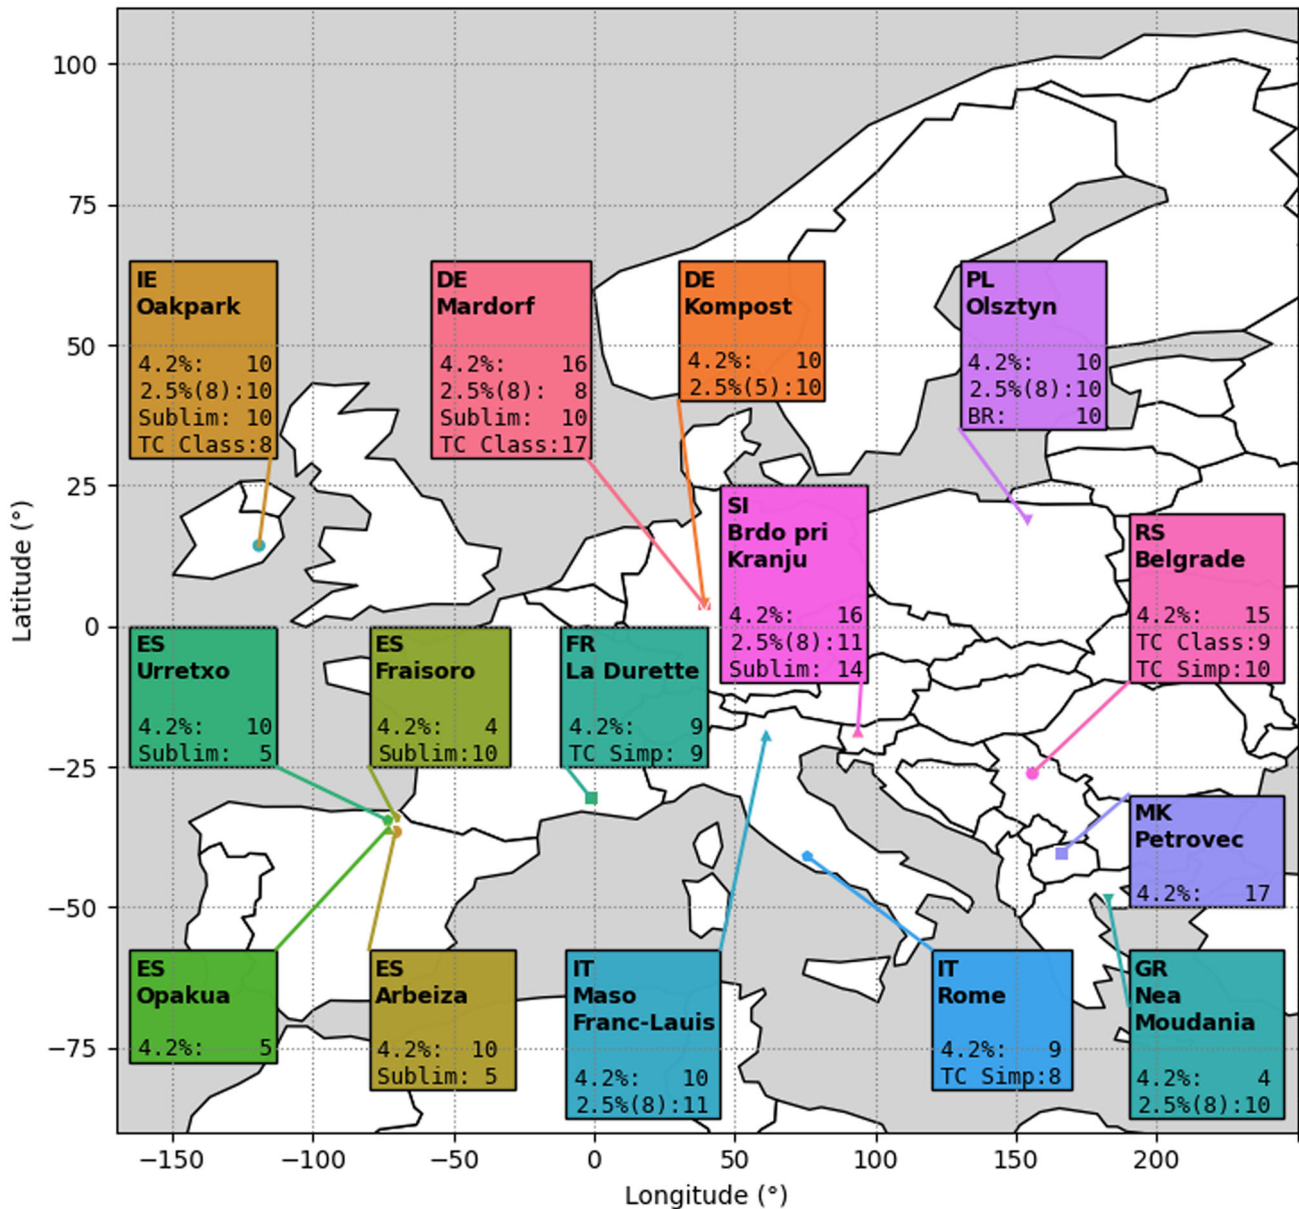 100
75
50
25
0
−25
−50
−75
Latitude (°)
IE
Oakpark
4.2%: 10
2.5%(8):10
Sublim: 10
TC Class:8
DE
Mardorf
4.2%: 16
2.5%(8): 8
Sublim: 10
TC Class:17
DE
Kompost
4.2%: 10
2.5%(5):10
PL
Olsztyn
4.2%: 10
2.5%(8):10
BR: 10
SI
Brdo pri
Kranju
4.2%: 16
2.5%(8):11
Sublim: 14
RS
Belgrade
4.2%: 15
TC Class:9
TC Simp:10
ES
Urretxo
4.2%: 10
Sublim: 5
ES
Fraisoro
4.2%: 4
Sublim:10
FR
La Durette
4.2%: 9
TC Simp: 9
MK
Petrovec
4.2%: 17
ES
Opakua
4.2%: 5
ES
Arbeiza
4.2%: 10
Sublim: 5
IT
Maso
Franc-Lauis
4.2%: 10
2.5%(8):11
IT
Rome
4.2%: 9
TC Simp:8
GR
Nea
Moudania
4.2%: 4
2.5%(8):10
−150 −100 −50 0 50 100 150 200
Longitude (°)